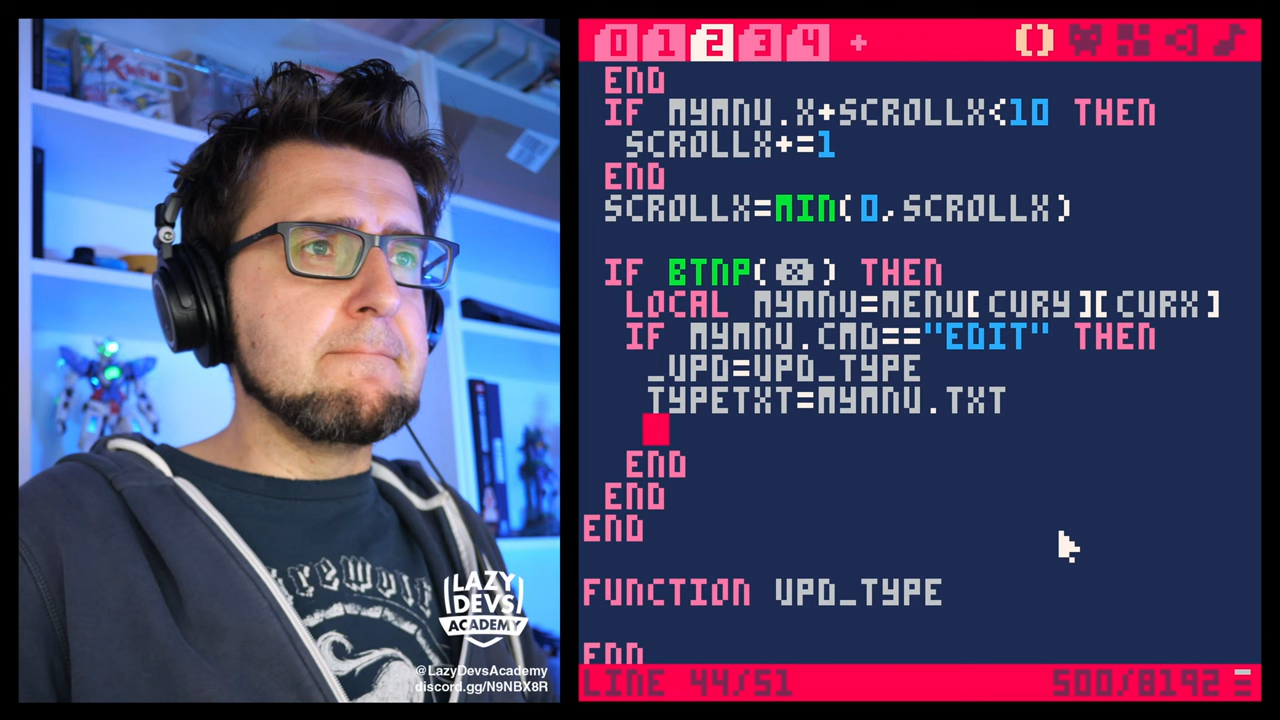 0 1 2 3 4 +
END
IF MYMNU.X+SCROLLX<10 THEN
SCROLLX+=1
END
SCROLLX=MIN(0,SCROLLX)
IF BTNP(❎) THEN
LOCAL MYMNU=MENU[CURY][CURX]
IF MYMNU.CMD=="EDIT" THEN
_UPD=UPD_TYPE
TYPETXT=MYMNU.TXT
END
END
END
FUNCTION UPD_TYPE
END
LINE 44/51
500/8192
LAZY
DEVS
ACADEMY
@LazyDevsAcademy
discord.gg/N9NBX8R